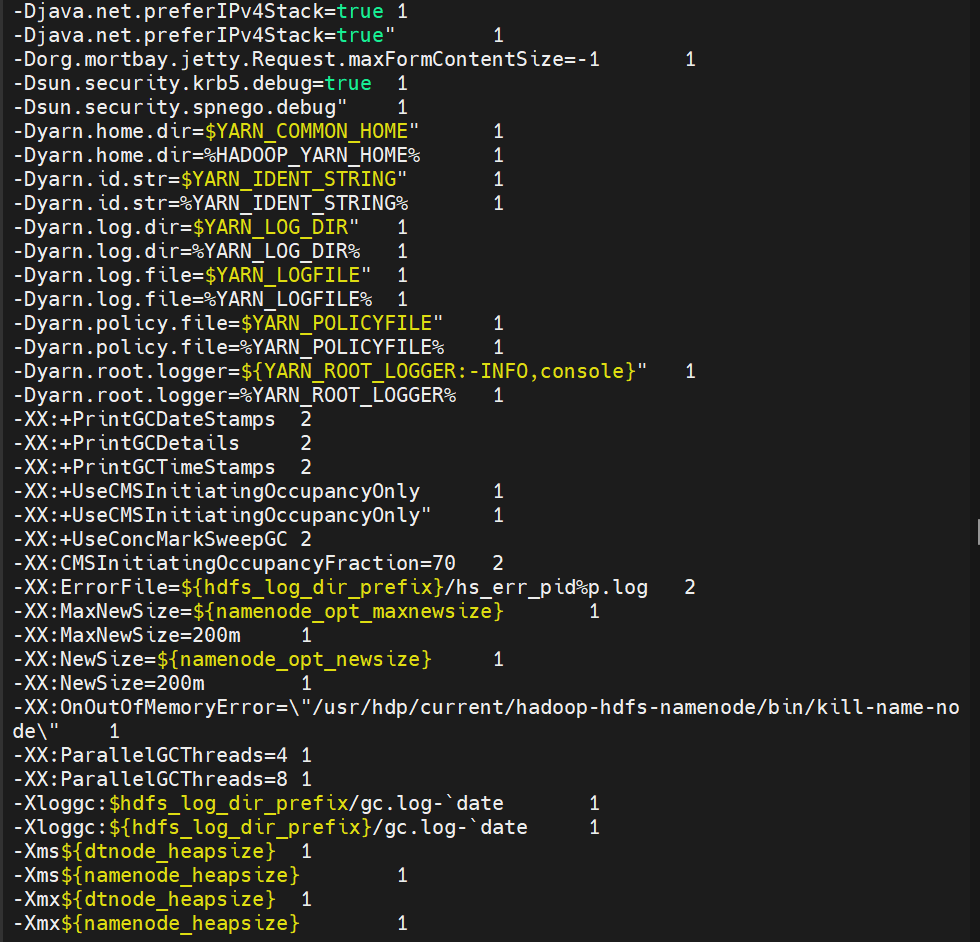 -Djava.net.preferIPv4Stack=true 1
-Djava.net.preferIPv4Stack=true" 1
-Dorg.mortbay.jetty.Request.maxFormContentSize=-1 1
-Dsun.security.krb5.debug=true 1
-Dsun.security.spnego.debug" 1
-Dyarn.home.dir=$YARN_COMMON_HOME" 1
-Dyarn.home.dir=%HADOOP_YARN_HOME% 1
-Dyarn.id.str=$YARN_IDENT_STRING" 1
-Dyarn.id.str=%YARN_IDENT_STRING% 1
-Dyarn.log.dir=$YARN_LOG_DIR" 1
-Dyarn.log.dir=%YARN_LOG_DIR% 1
-Dyarn.log.file=$YARN_LOGFILE" 1
-Dyarn.log.file=%YARN_LOGFILE% 1
-Dyarn.policy.file=$YARN_POLICYFILE" 1
-Dyarn.policy.file=%YARN_POLICYFILE% 1
-Dyarn.root.logger=${YARN_ROOT_LOGGER:-INFO,console}" 1
-Dyarn.root.logger=%YARN_ROOT_LOGGER% 1
-XX:+PrintGCDateStamps 2
-XX:+PrintGCDetails 2
-XX:+PrintGCTimeStamps 2
-XX:+UseCMSInitiatingOccupancyOnly 1
-XX:+UseCMSInitiatingOccupancyOnly" 1
-XX:+UseConcMarkSweepGC 2
-XX:CMSInitiatingOccupancyFraction=70 2
-XX:ErrorFile=${hdfs_log_dir_prefix}/hs_err_pid%p.log 2
-XX:MaxNewSize=${namenode_opt_maxnewsize} 1
-XX:MaxNewSize=200m 1
-XX:NewSize=${namenode_opt_newsize} 1
-XX:NewSize=200m 1
-XX:OnOutOfMemoryError=\"/usr/hdp/current/hadoop-hdfs-namenode/bin/kill-name-no
de\" 1
-XX:ParallelGCThreads=4 1
-XX:ParallelGCThreads=8 1
-Xloggc:$hdfs_log_dir_prefix/gc.log-`date 1
-Xloggc:${hdfs_log_dir_prefix}/gc.log-`date 1
-Xms${dtnode_heapsize} 1
-Xms${namenode_heapsize} 1
-Xmx${dtnode_heapsize} 1
-Xmx${namenode_heapsize} 1